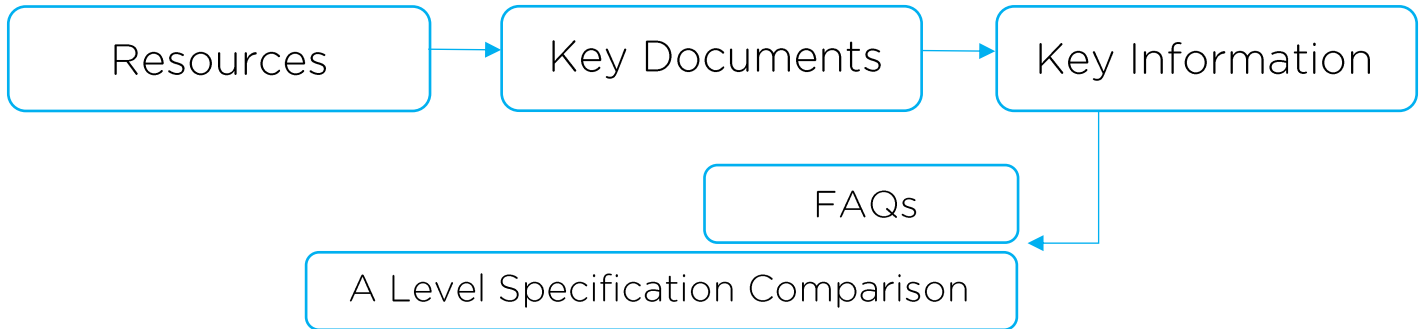 Resources
Key Documents
Key Information
FAQs
A Level Specification Comparison